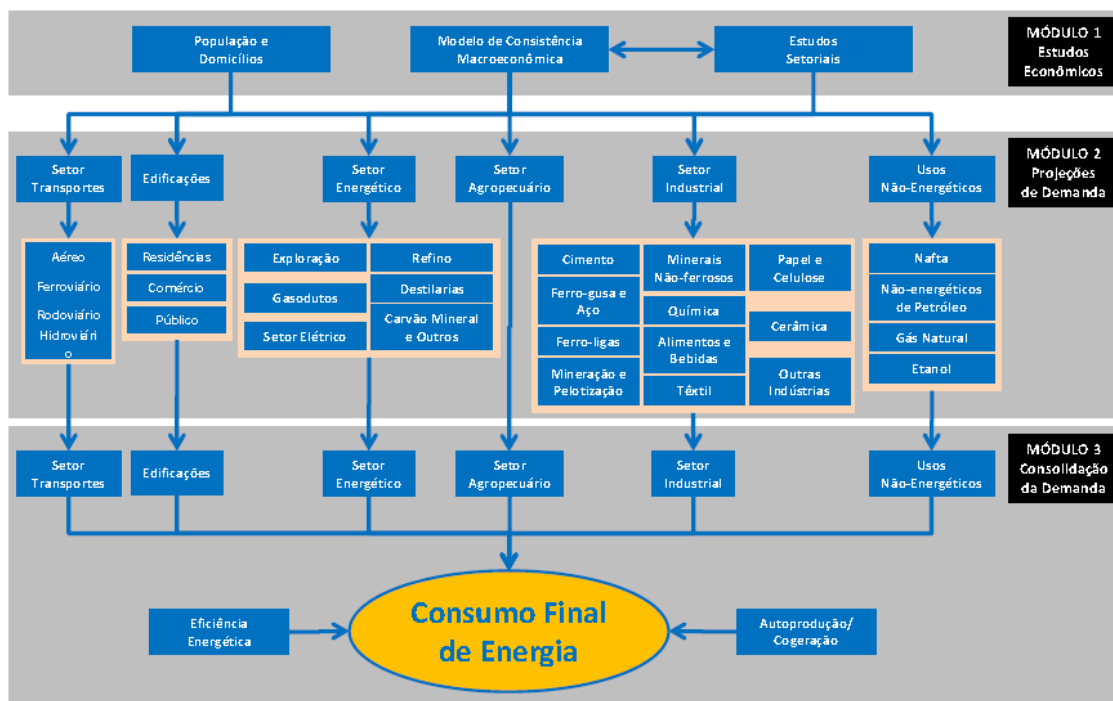 População e
Domicílios
Modelo de Consistência
Macroeconômica
Estudos
Setoriais
MÓDULO 1
Estudos
Econômicos
MÓDULO 2
Projeções
de Demanda
Setor
Transportes
Edificações
Setor
Energético
Setor
Agropecuário
Setor
Industrial
Usos
Não-Energéticos
Aéreo
Ferroviário
Rodoviário
Hidroviári
o
Residências
Comércio
Público
Exploração
Gasodutos
Setor Elétrico
Refino
Destilarias
Carvão Mineral
e Outros
Cimento
Ferro-gusa e
Aço
Ferro-ligas
Mineração e
Pelotização
Minerais
Não-ferrosos
Química
Alimentos e
Bebidas
Têxtil
Papel e
Celulose
Cerâmica
Outras
Indústrias
Nafta
Não-energéticos
de Petróleo
Gás Natural
Etanol
MÓDULO 3
Consolidação
da Demanda
Setor
Transportes
Edificações
Setor
Energético
Setor
Agropecuário
Setor
Industrial
Usos
Não-Energéticos
Eficiência
Energética
Consumo Final
de Energia
Autoprodução/
Cogeração